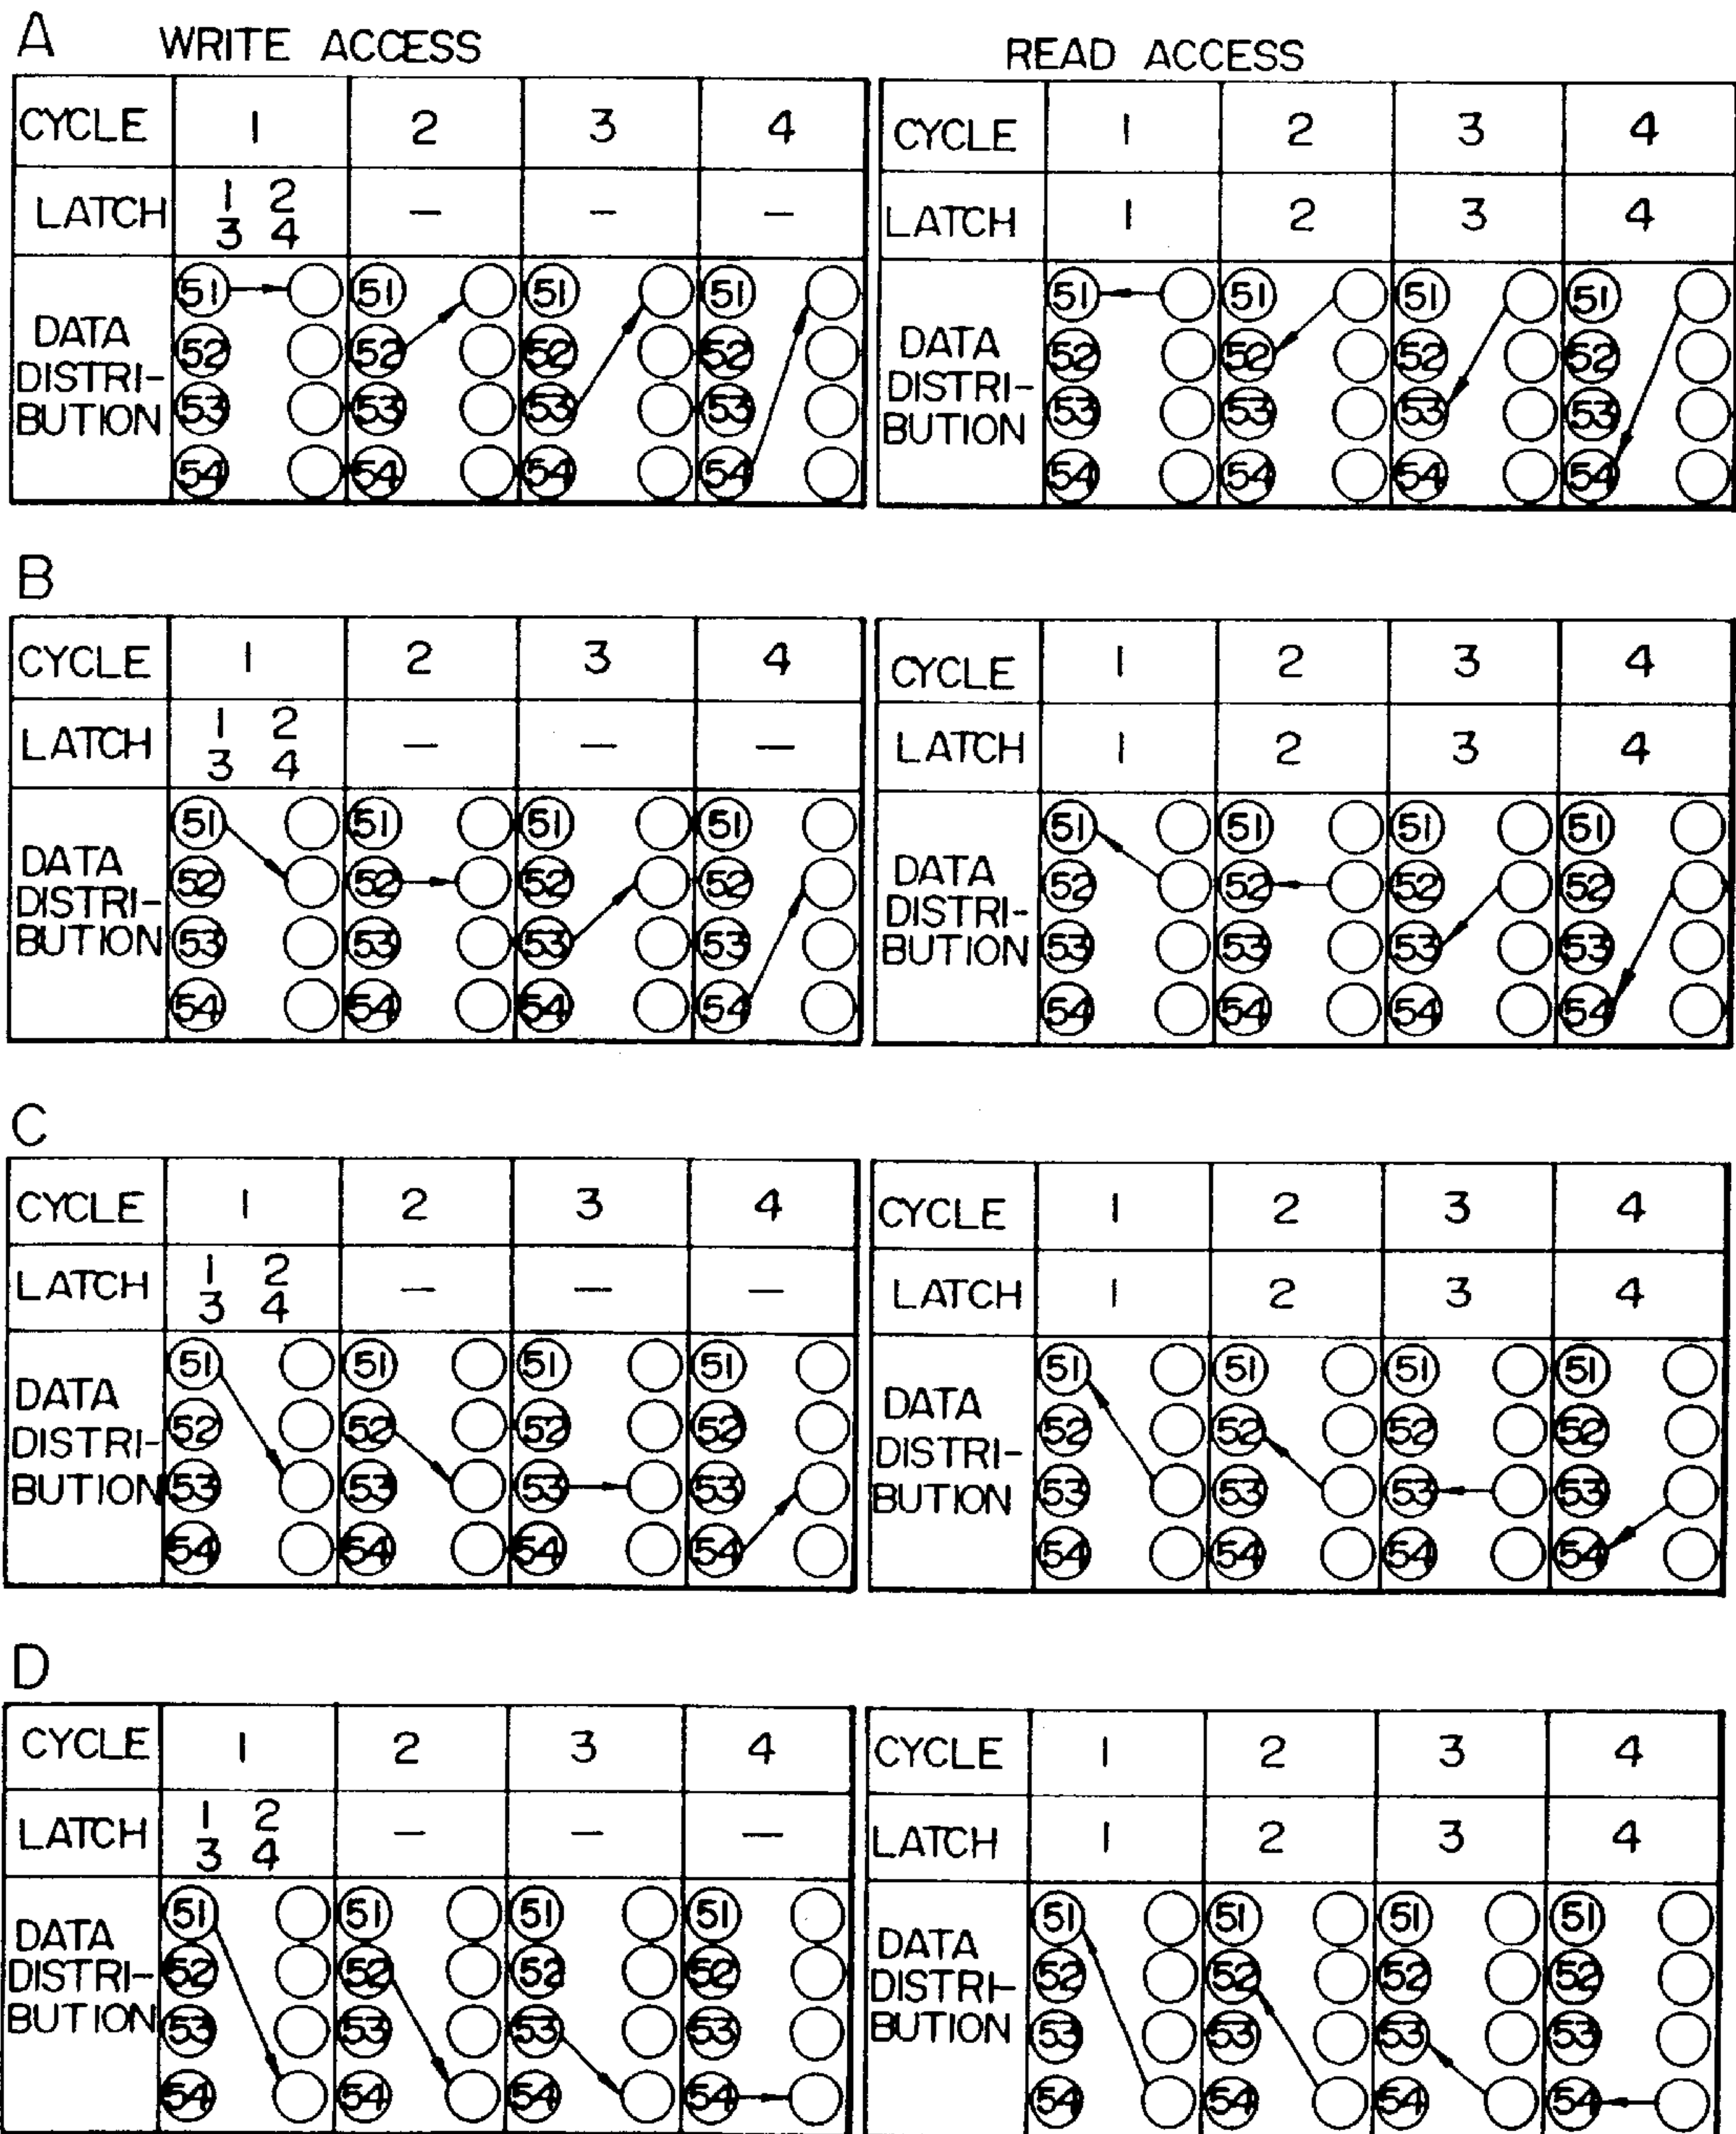 A
WRITE ACCESS
CYCLE 1 2 3 4
LATCH 1 2 3 4 – – –
DATA DISTRI-BUTION
51 51 51 51
52 52 52 52
53 53 53 53
54 54 54 54
READ ACCESS
CYCLE 1 2 3 4
LATCH 1 2 3 4
DATA DISTRI-BUTION
51 51 51 51
52 52 52 52
53 53 53 53
54 54 54 54
B
CYCLE 1 2 3 4
LATCH 1 2 3 4 – – –
DATA DISTRI-BUTION
51 51 51 51
52 52 52 52
53 53 53 53
54 54 54 54
CYCLE 1 2 3 4
LATCH 1 2 3 4
DATA DISTRI-BUTION
51 51 51 51
52 52 52 52
53 53 53 53
54 54 54 54
C
CYCLE 1 2 3 4
LATCH 1 2 3 4 – – –
DATA DISTRI-BUTION
51 51 51 51
52 52 52 52
53 53 53 53
54 54 54 54
CYCLE 1 2 3 4
LATCH 1 2 3 4
DATA DISTRI-BUTION
51 51 51 51
52 52 52 52
53 53 53 53
54 54 54 54
D
CYCLE 1 2 3 4
LATCH 1 2 3 4 – – –
DATA DISTRI-BUTION
51 51 51 51
52 52 52 52
53 53 53 53
54 54 54 54
CYCLE 1 2 3 4
LATCH 1 2 3 4
DATA DISTRI-BUTION
51 51 51 51
52 52 52 52
53 53 53 53
54 54 54 54